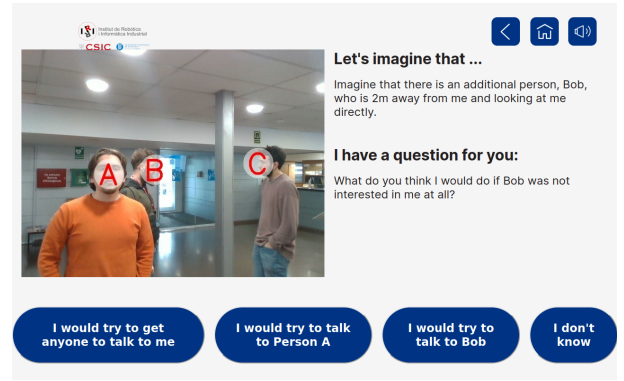 Institut de Robòtica
i Informàtica Industrial
CSIC
Let's imagine that ...
Imagine that there is an additional person, Bob,
who is 2m away from me and looking at me
directly.
I have a question for you:
What do you think I would do if Bob was not
interested in me at all?
A
B
C
I would try to get
anyone to talk to me
I would try to talk
to Person A
I would try to
talk to Bob
I don't
know